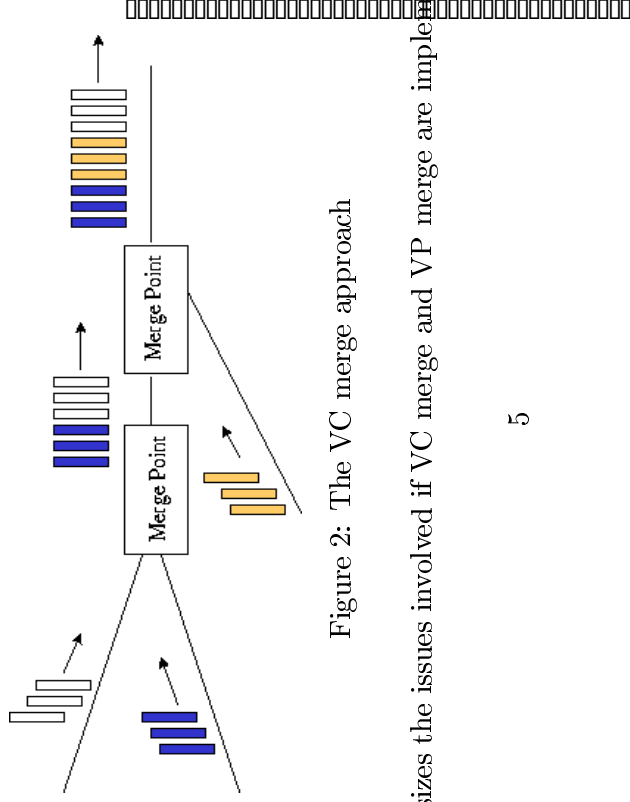 Merge Point
Merge Point
Figure 2: The VC merge approach
sizes the issues involved if VC merge and VP merge are implem
5